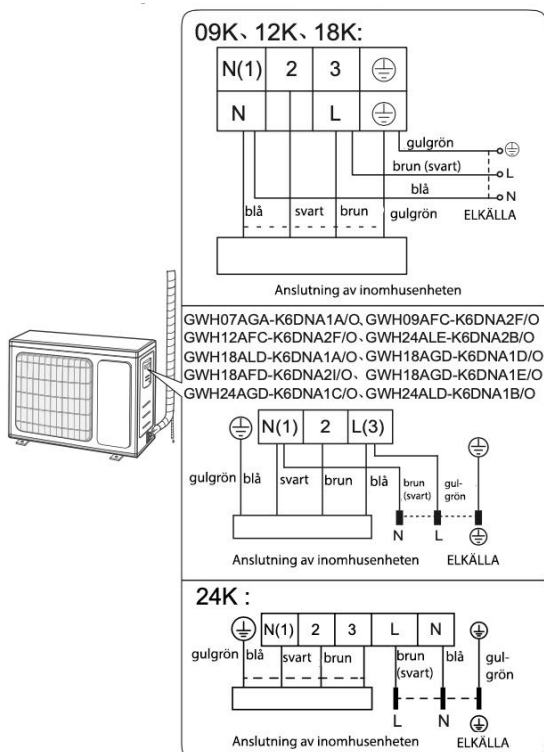 09K、12K、18K:
N(1) 2 3
N L
gulgrön
brun (svart) L
blå N
blå svart brun gulgrön ELKÄLLA
Anslutning av inomhusenheten
GWH07AGA-K6DNA1A/O、GWH09AFC-K6DNA2F/O
GWH12AFC-K6DNA2F/O、GWH24ALE-K6DNA2B/O
GWH18ALD-K6DNA1A/O、GWH18AGD-K6DNA1D/O
GWH18AFD-K6DNA2I/O、GWH18AGD-K6DNA1E/O
GWH24AGD-K6DNA1C/O、GWH24ALD-K6DNA1B/O
N(1) 2 L(3)
gulgrön blå svart brun blå brun (svart) gul-grön
N L
Anslutning av inomhusenheten ELKÄLLA
24K :
N(1) 2 3 L N
gulgrön blå svart brun brun (svart) blå gul-grön
L N
Anslutning av inomhusenheten ELKÄLLA